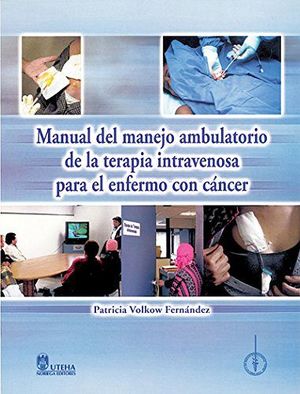 Manual del manejo ambulatorio
de la terapia intravenosa
para el enfermo con cáncer
Patricia Volkow Fernández
UTEHA
NORIEGA EDITORES